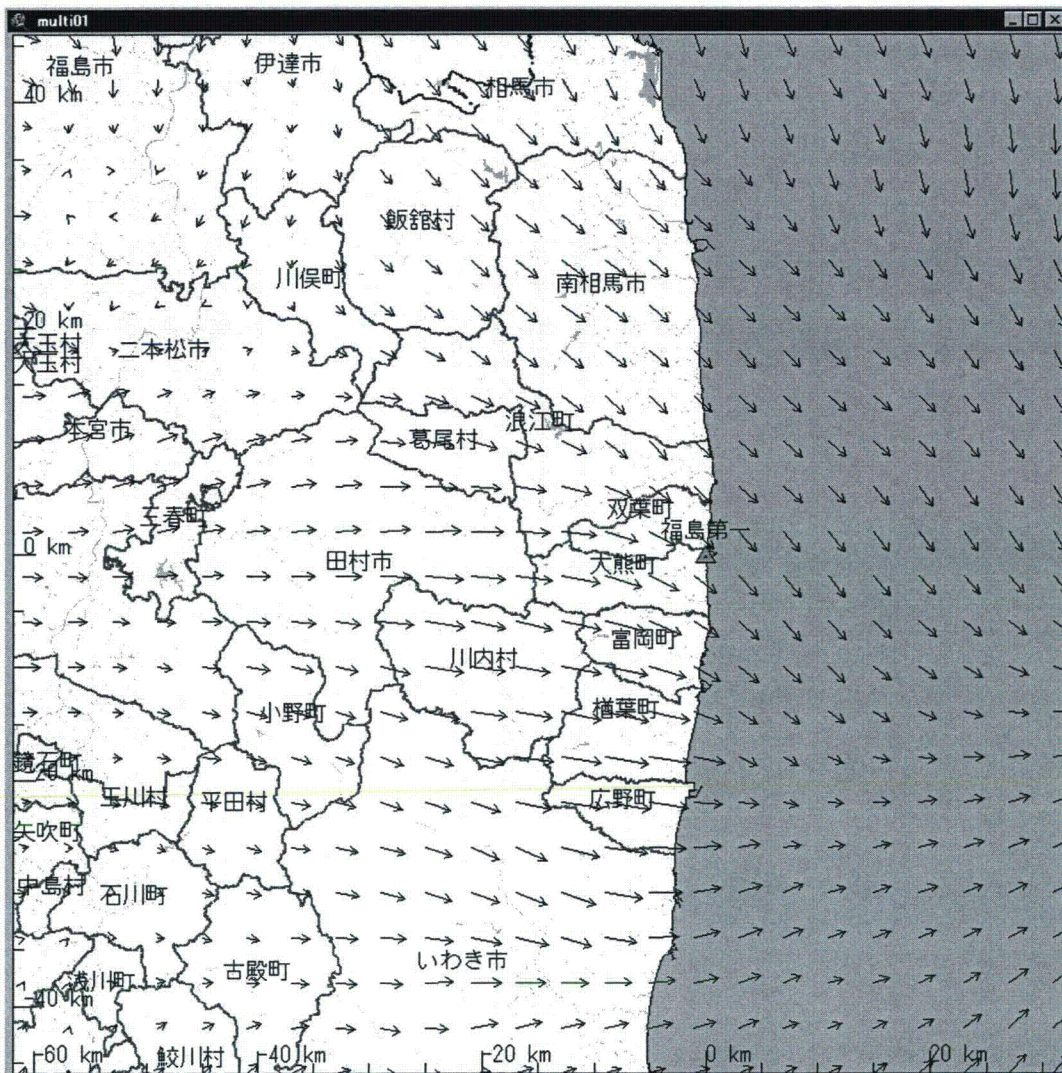 multi01
福島市
伊達市
相馬市
40 km
飯舘村
川俣町
南相馬市
20 km
大玉村
二本松市
大玉村
本宮市
浪江町
葛尾村
三春町
双葉町
福島第一
0 km
田村市
大熊町
富岡町
川内村
小野町
楢葉町
鏡石町
-20 km
玉川村
平田村
広野町
矢吹町
中島村
石川町
いわき市
古殿町
浅川町
-40 km
-60 km
-40 km
-20 km
0 km
20 km
鮫川村